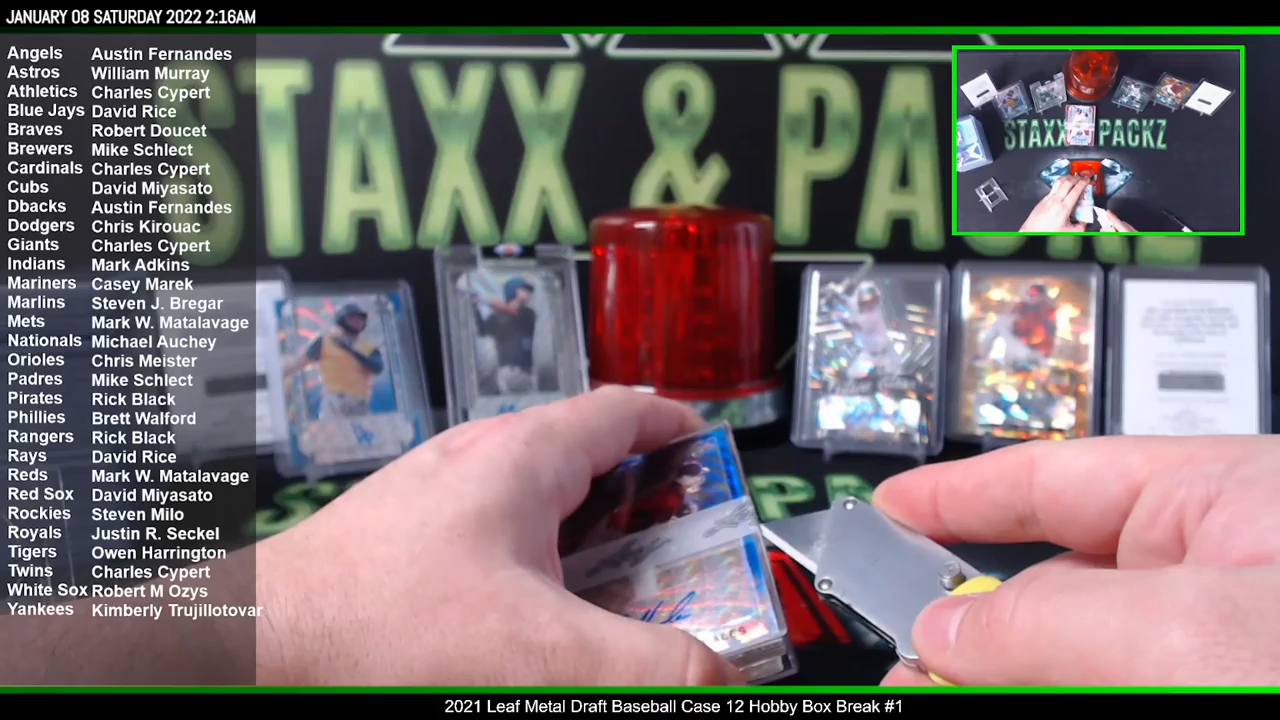 JANUARY 08 SATURDAY 2022 2:16AM
Angels Austin Fernandes
Astros William Murray
Athletics Charles Cypert
Blue Jays David Rice
Braves Robert Doucet
Brewers Mike Schlect
Cardinals Charles Cypert
Cubs David Miyasato
Dbacks Austin Fernandes
Dodgers Chris Kirouac
Giants Charles Cypert
Indians Mark Adkins
Mariners Casey Marek
Marlins Steven J. Bregar
Mets Mark W. Matalavage
Nationals Michael Auchey
Orioles Chris Meister
Padres Mike Schlect
Pirates Rick Black
Phillies Brett Walford
Rangers Rick Black
Rays David Rice
Reds Mark W. Matalavage
Red Sox David Miyasato
Rockies Steven Milo
Royals Justin R. Seckel
Tigers Owen Harrington
Twins Charles Cypert
White Sox Robert M Ozys
Yankees Kimberly Trujillotovar
STAXX & PA
STAXX PACKZ
2021 Leaf Metal Draft Baseball Case 12 Hobby Box Break #1